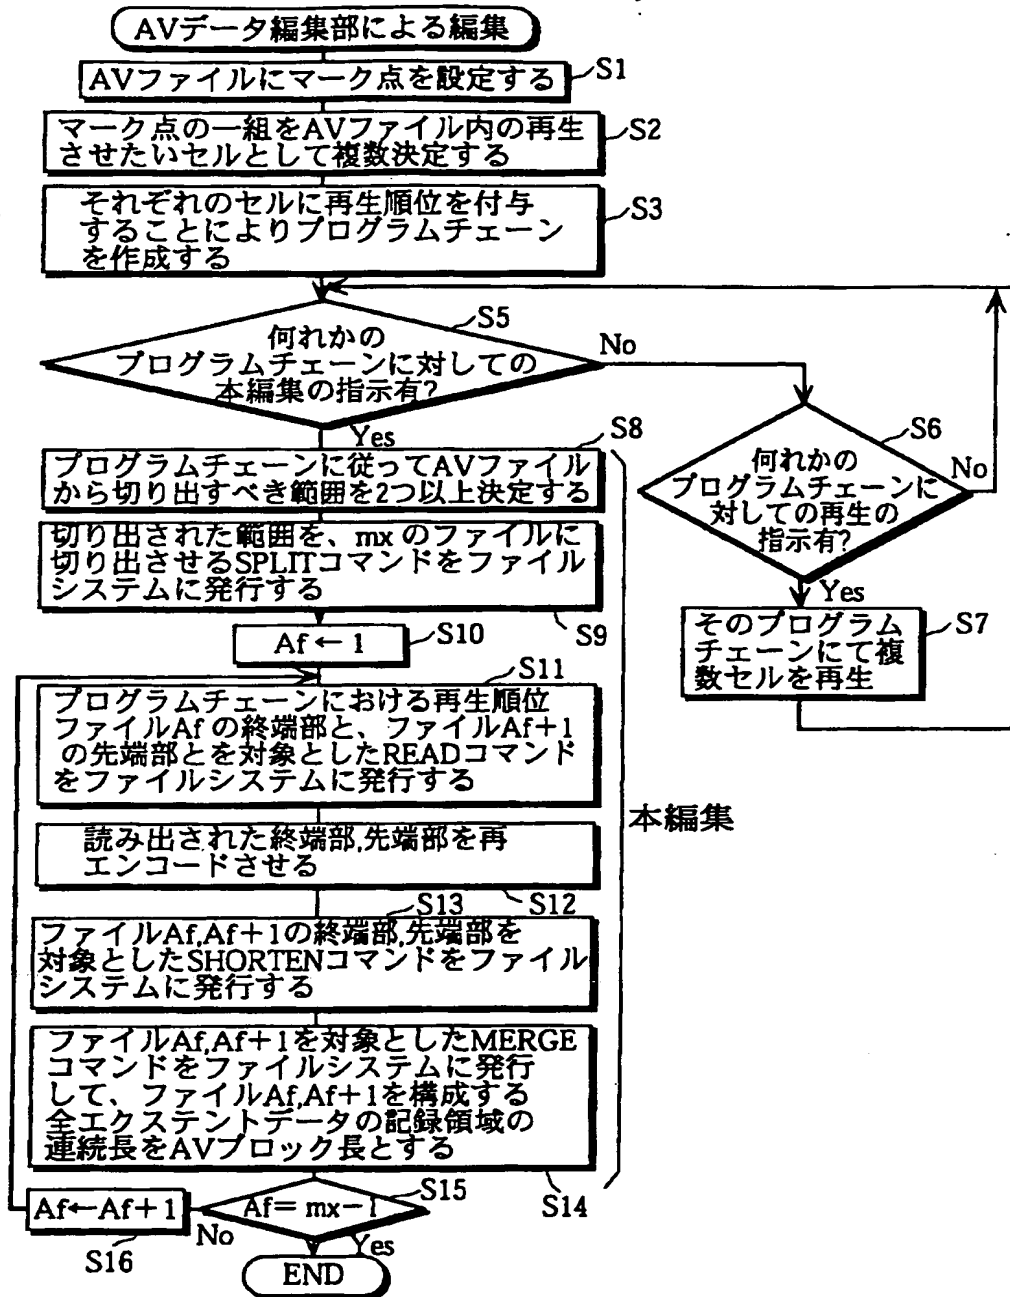 AVデータ編集部による編集
AVファイルにマーク点を設定する
S1
マーク点の一組をAVファイル内の再生
させたいセルとして複数決定する
S2
それぞれのセルに再生順位を付与
することによりプログラムチェーン
を作成する
S3
S5
何れかの
プログラムチェーンに対しての
本編集の指示有?
No
Yes
S6
何れかの
プログラムチェーンに
対しての再生の
指示有?
No
Yes
S7
そのプログラム
チェーンにて複
数セルを再生
S8
プログラムチェーンに従ってAVファイル
から切り出すべき範囲を2つ以上決定する
切り出された範囲を、mx のファイルに
切り出させるSPLITコマンドをファイル
システムに発行する
S9
Af ← 1
S10
S11
プログラムチェーンにおける再生順位
ファイルAf の終端部と、ファイルAf+1
の先端部とを対象としたREADコマンド
をファイルシステムに発行する
本編集
読み出された終端部,先端部を再
エンコードさせる
S12
S13
ファイルAf,Af+1の終端部,先端部を
対象としたSHORTENコマンドをファイル
システムに発行する
ファイルAf,Af+1を対象としたMERGE
コマンドをファイルシステムに発行
して、ファイルAf,Af+1を構成する
全エクステントデータの記録領域の
連続長をAVブロック長とする
S14
S15
Af= mx−1
Af←Af+1
No
S16
Yes
END